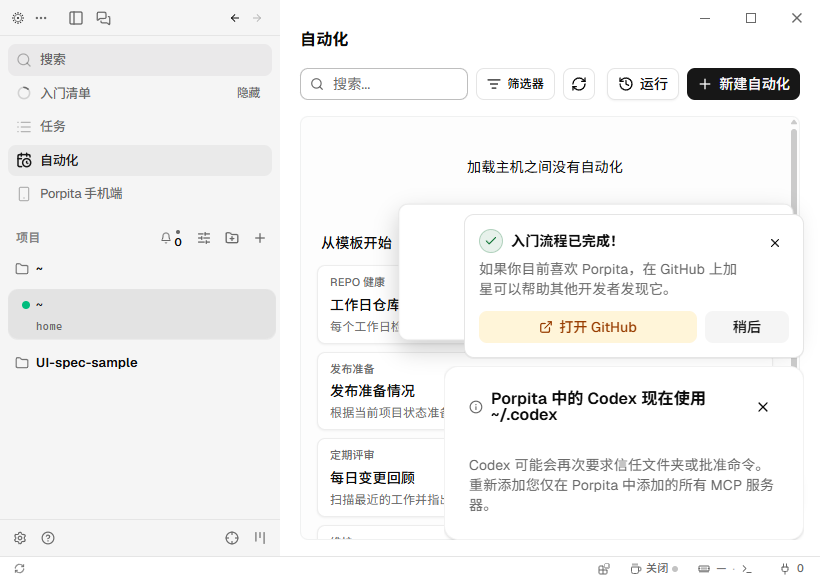 搜索
入门清单 隐藏
任务
自动化
Porpita 手机端
项目 0
~
~
home
UI-spec-sample
自动化
搜索...
筛选器
运行
新建自动化
加载主机之间没有自动化
从模板开始
REPO 健康
工作日仓库
每个工作日
发布准备
发布准备情况
根据当前项目状态准
定期评审
每日变更回顾
扫描最近的工作并指
入门流程已完成!
如果你目前喜欢 Porpita，在 GitHub 上加
星可以帮助其他开发者发现它。
打开 GitHub
稍后
Porpita 中的 Codex 现在使用
~/.codex
Codex 可能会再次要求信任文件夹或批准命令。
重新添加您仅在 Porpita 中添加的所有 MCP 服务
器。
关闭
0